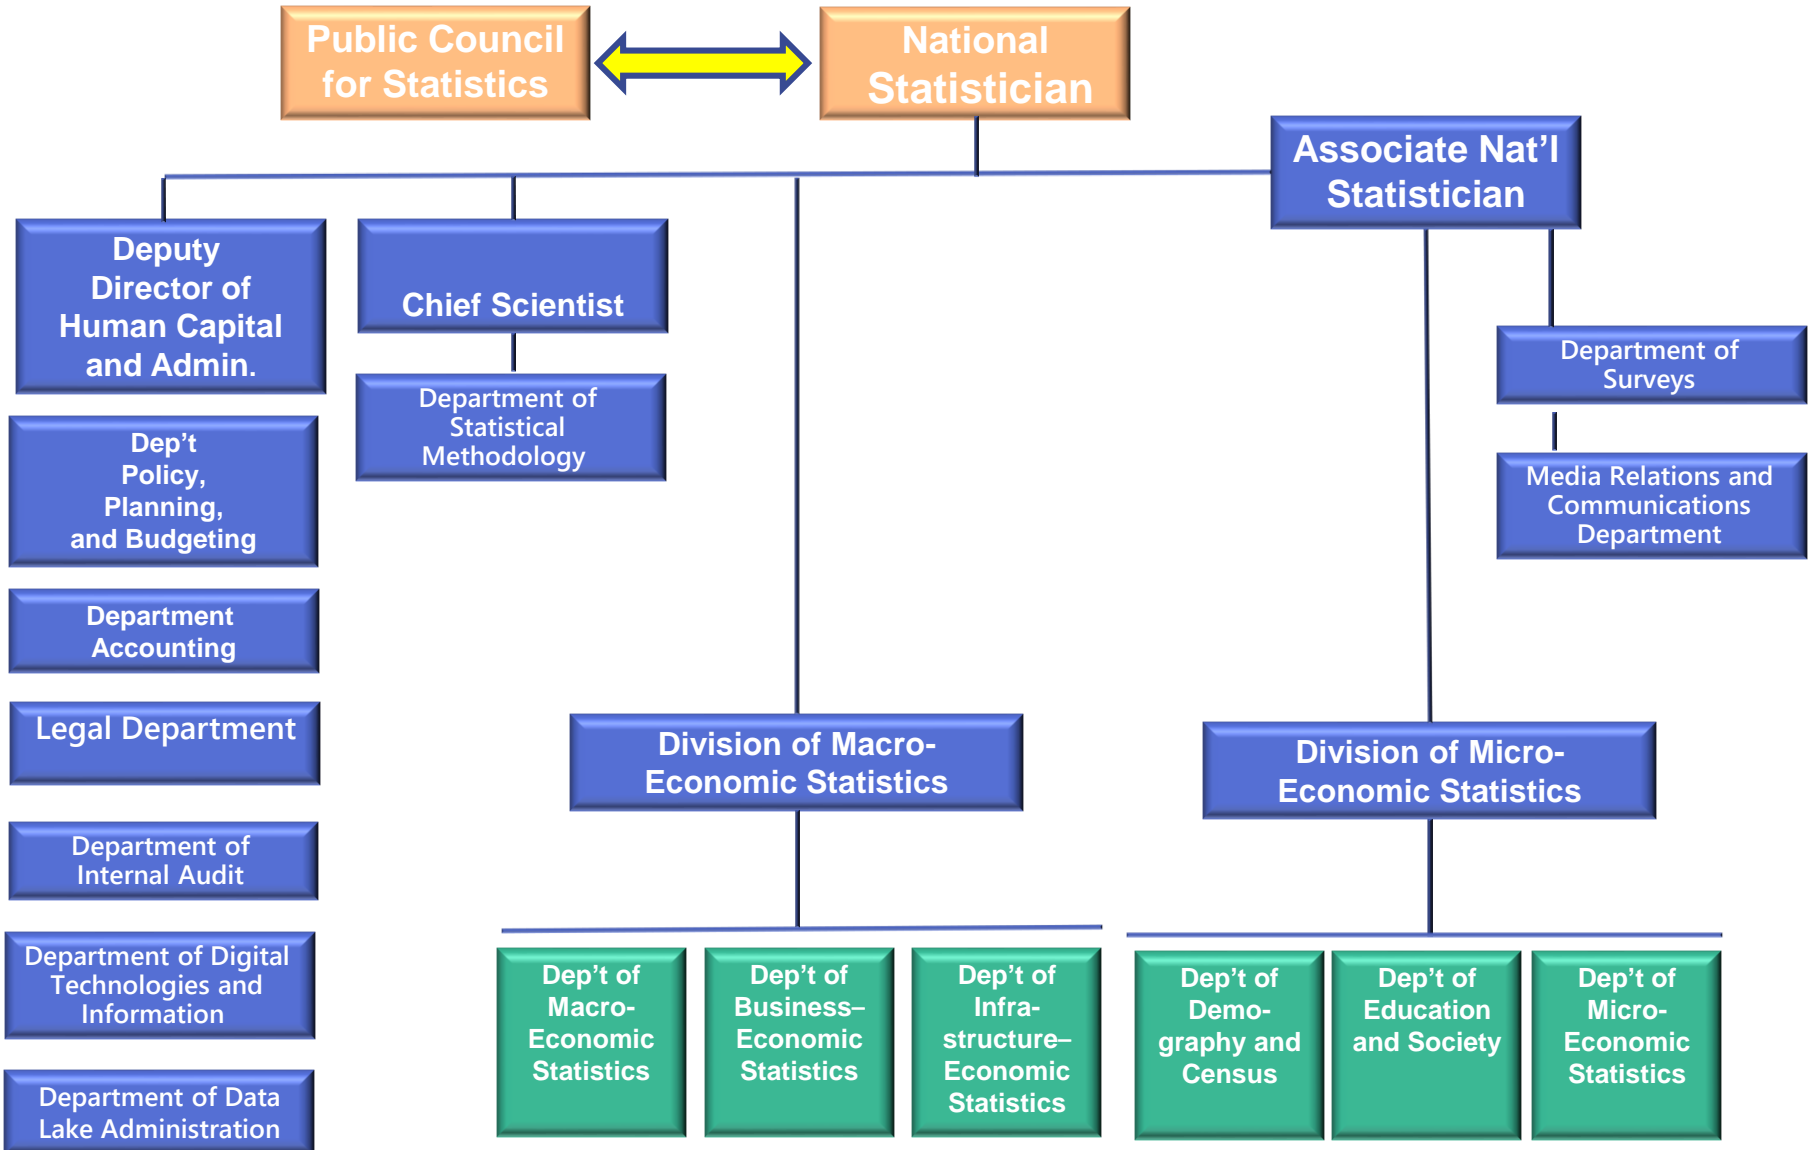 Public Council
for Statistics
National
Statistician
Associate Nat’l
Statistician
Deputy
Director of
Human Capital
and Admin.
Chief Scientist
Department of
Statistical
Methodology
Department of
Surveys
Media Relations and
Communications
Department
Dep’t
Policy,
Planning,
and Budgeting
Department
Accounting
Legal Department
Department of
Internal Audit
Department of Digital
Technologies and
Information
Department of Data
Lake Administration
Division of Macro-
Economic Statistics
Division of Micro-
Economic Statistics
Dep’t of
Macro-
Economic
Statistics
Dep’t of
Business–
Economic
Statistics
Dep’t of
Infra-
structure–
Economic
Statistics
Dep’t of
Demo-
graphy and
Census
Dep’t of
Education
and Society
Dep’t of
Micro-
Economic
Statistics